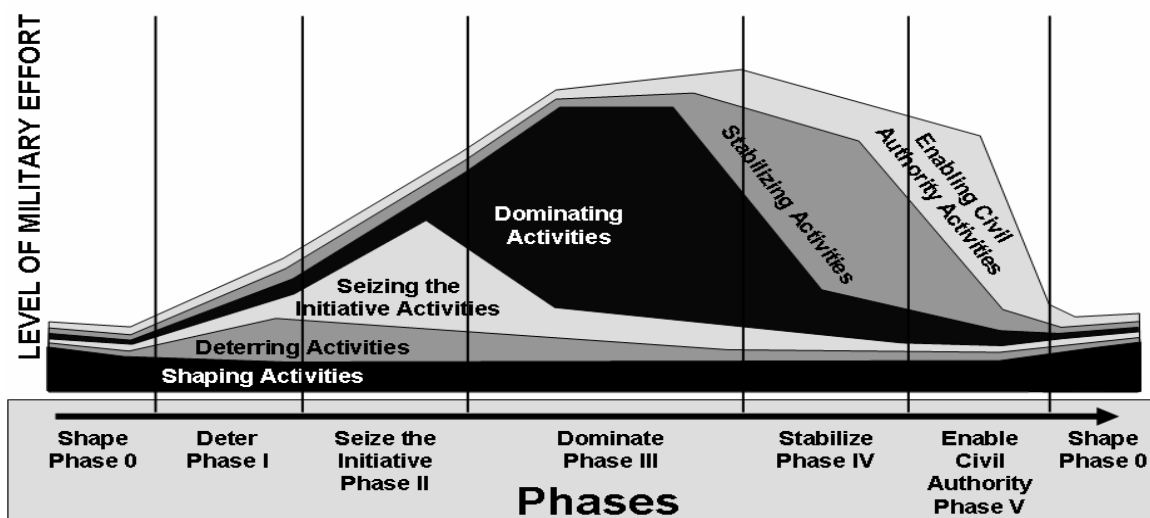 LEVEL OF MILITARY EFFORT
Dominating
Activities
Stabilizing Activities
Enabling Civil
Authority Activities
Seizing the
Initiative Activities
Deterring Activities
Shaping Activities
Shape
Phase 0
Deter
Phase I
Seize the
Initiative
Phase II
Dominate
Phase III
Stabilize
Phase IV
Enable
Civil
Authority
Phase V
Shape
Phase 0
Phases